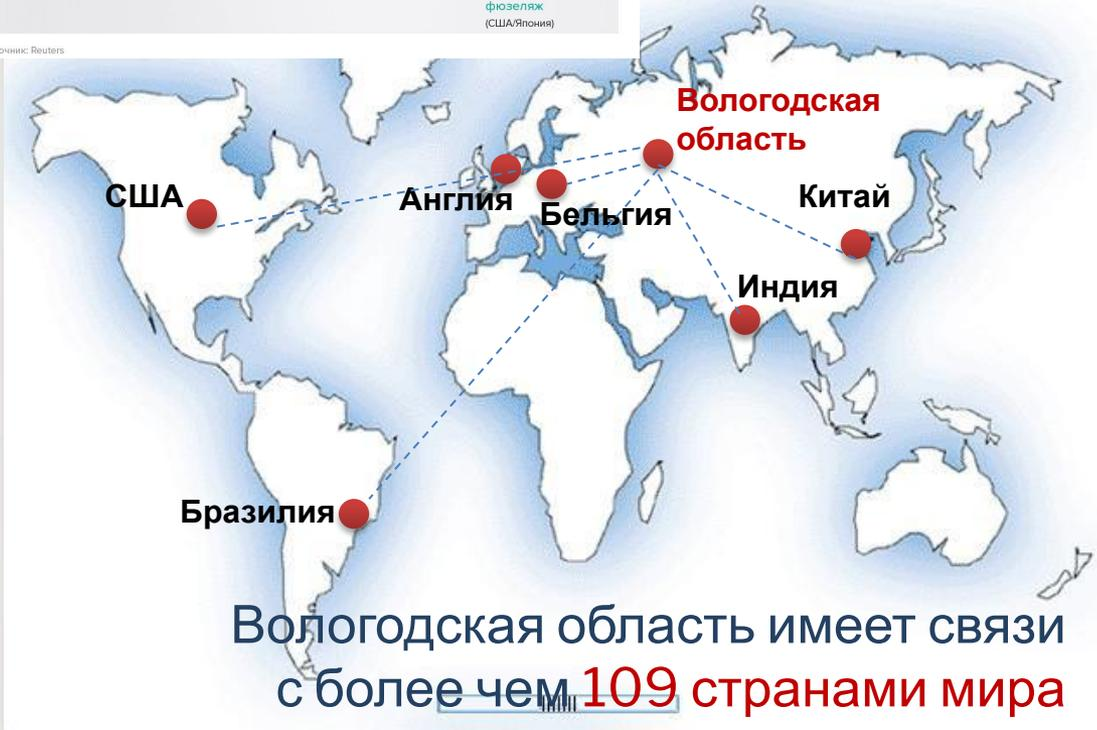 фюзеляж
(США/Япония)
очник: Reuters
Вологодская
область
США
Англия
Бельгия
Китай
Индия
Бразилия
Вологодская область имеет связи
с более чем 109 странами мира